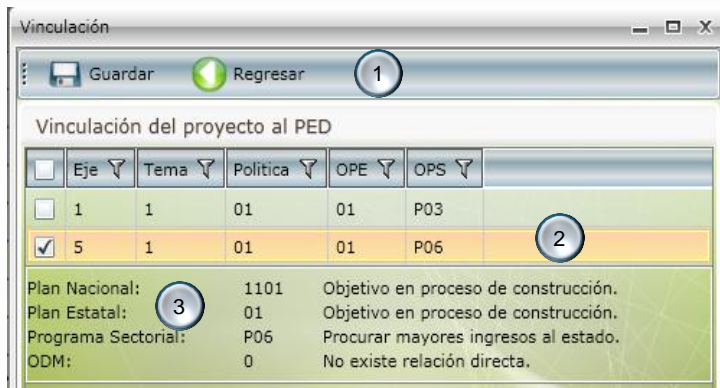 Vinculación
Guardar Regresar 1
Vinculación del proyecto al PED
Eje Tema Politica OPE OPS
1 1 01 01 P03
5 1 01 01 P06 2
Plan Nacional: 1101 Objetivo en proceso de construcción.
Plan Estatal: 3 01 Objetivo en proceso de construcción.
Programa Sectorial: P06 Procurar mayores ingresos al estado.
ODM: 0 No existe relación directa.